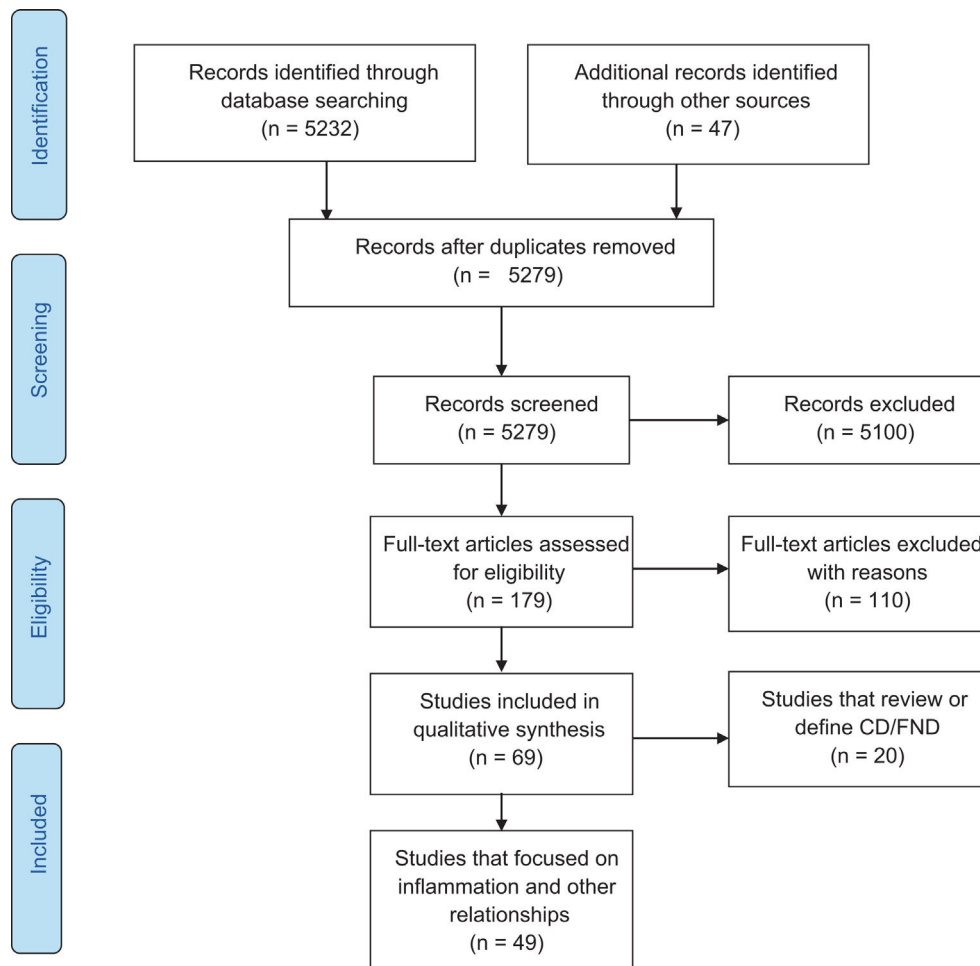 Identification
Records identified through
database searching
(n = 5232)
Additional records identified
through other sources
(n = 47)
Records after duplicates removed
(n = 5279)
Screening
Records screened
(n = 5279)
Records excluded
(n = 5100)
Eligibility
Full-text articles assessed
for eligibility
(n = 179)
Full-text articles excluded
with reasons
(n = 110)
Studies included in
qualitative synthesis
(n = 69)
Studies that review or
define CD/FND
(n = 20)
Included
Studies that focused on
inflammation and other
relationships
(n = 49)